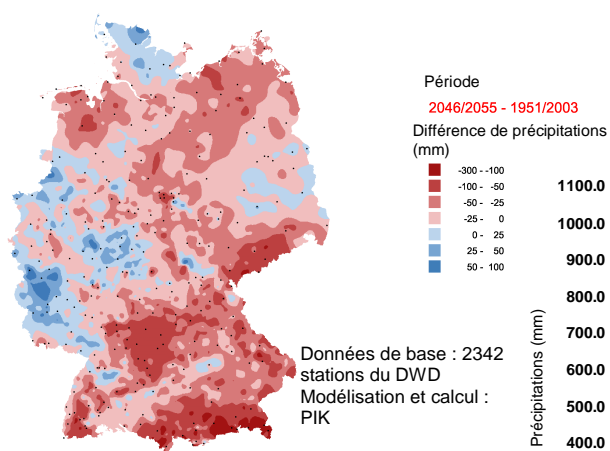 Période
2046/2055 - 1951/2003
Différence de précipitations
(mm)
-300 - -100
-100 - -50
-50 - -25
-25 - 0
0 - 25
25 - 50
50 - 100
Données de base : 2342
stations du DWD
Modélisation et calcul :
PIK
Précipitations (mm)
1100.0
1000.0
900.0
800.0
700.0
600.0
500.0
400.0